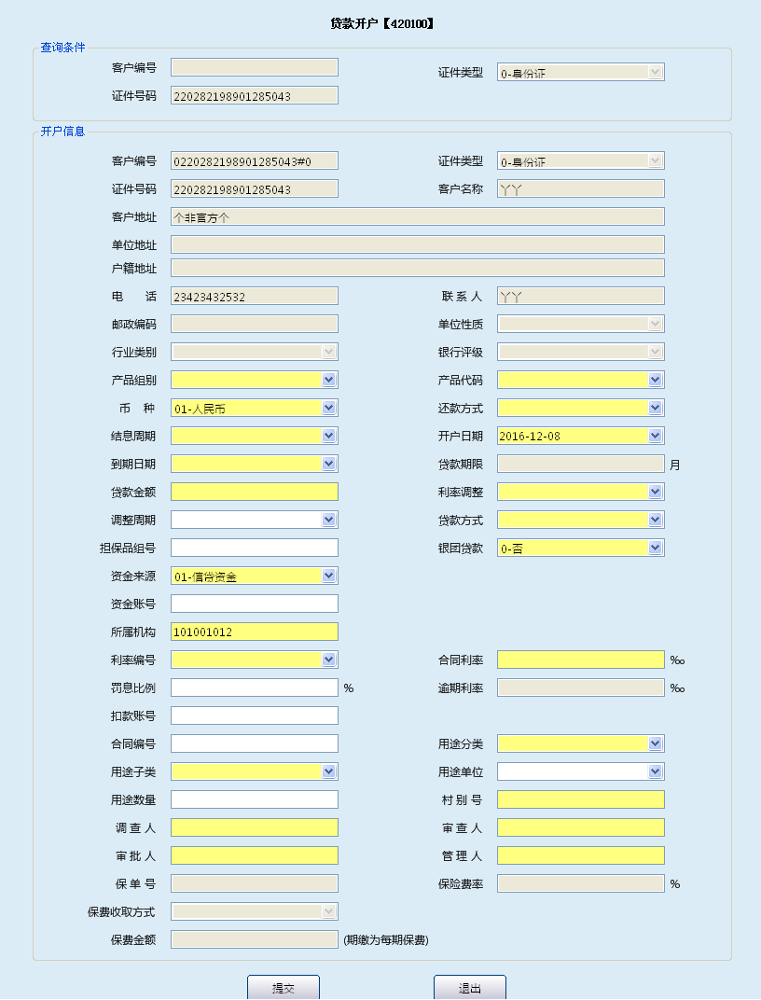 贷款开户【420100】
查询条件
客户编号 证件类型 0-身份证
证件号码 220282198901285043
开户信息
客户编号 0220282198901285043#0 证件类型 0-身份证
证件号码 220282198901285043 客户名称 丫丫
客户地址 个非官方个
单位地址
户籍地址
电 话 23423432532 联 系 人 丫丫
邮政编码 单位性质
行业类别 银行评级
产品组别 产品代码
币 种 01-人民币 还款方式
结息周期 开户日期 2016-12-08
到期日期 贷款期限 月
贷款金额 利率调整
调整周期 贷款方式
担保品组号 银团贷款 0-否
资金来源 01-信贷资金
资金账号
所属机构 101001012
利率编号 合同利率 ‰
罚息比例 % 逾期利率 ‰
扣款账号
合同编号 用途分类
用途子类 用途单位
用途数量 村 别 号
调 查 人 审 查 人
审 批 人 管 理 人
保 单 号 保险费率 %
保费收取方式
保费金额 (期缴为每期保费)
提交 退出